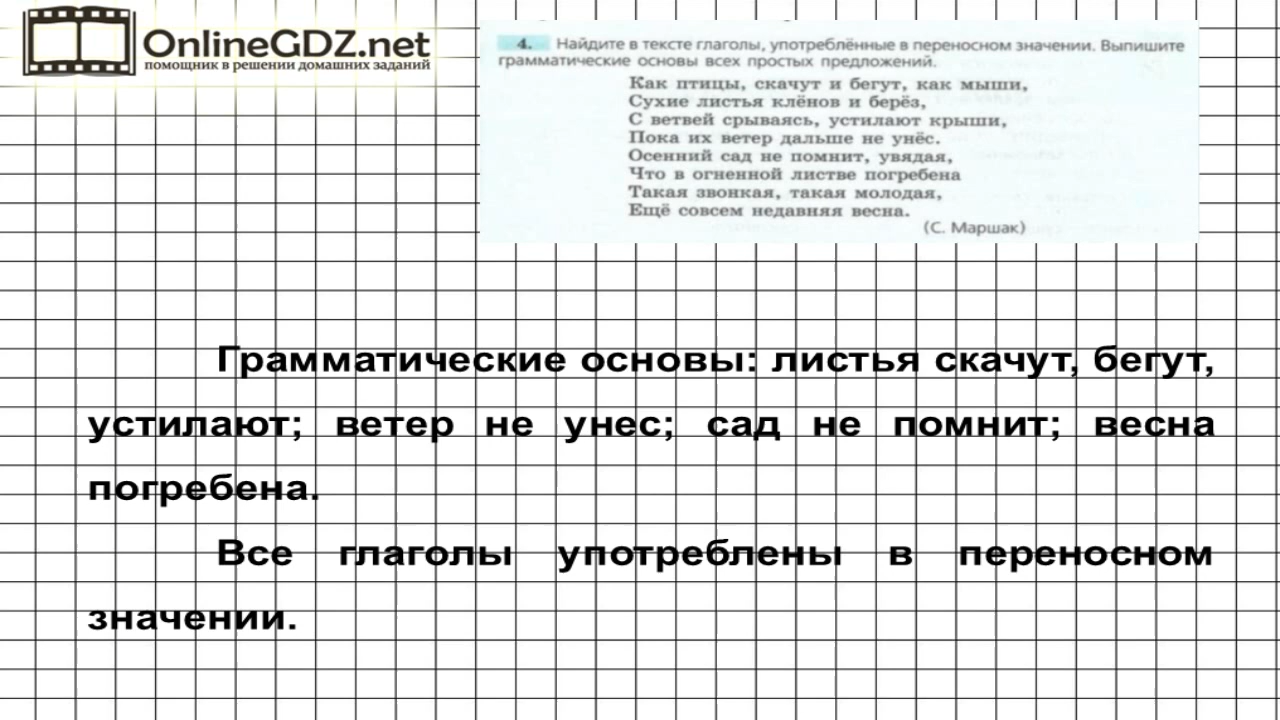 OnlineGDZ.net
помощник в решении домашних заданий
4. Найдите в тексте глаголы, употреблённые в переносном значении. Выпишите
грамматические основы всех простых предложений.
Как птицы, скачут и бегут, как мыши,
Сухие листья клёнов и берёз,
С ветвей срываясь, устилают крыши,
Пока их ветер дальше не унёс.
Осенний сад не помнит, увядая,
Что в огненной листве погребена
Такая звонкая, такая молодая,
Ещё совсем недавняя весна.
(С. Маршак)
Грамматические основы: листья скачут, бегут,
устилают; ветер не унес; сад не помнит; весна
погребена.
Все глаголы употреблены в переносном
значении.